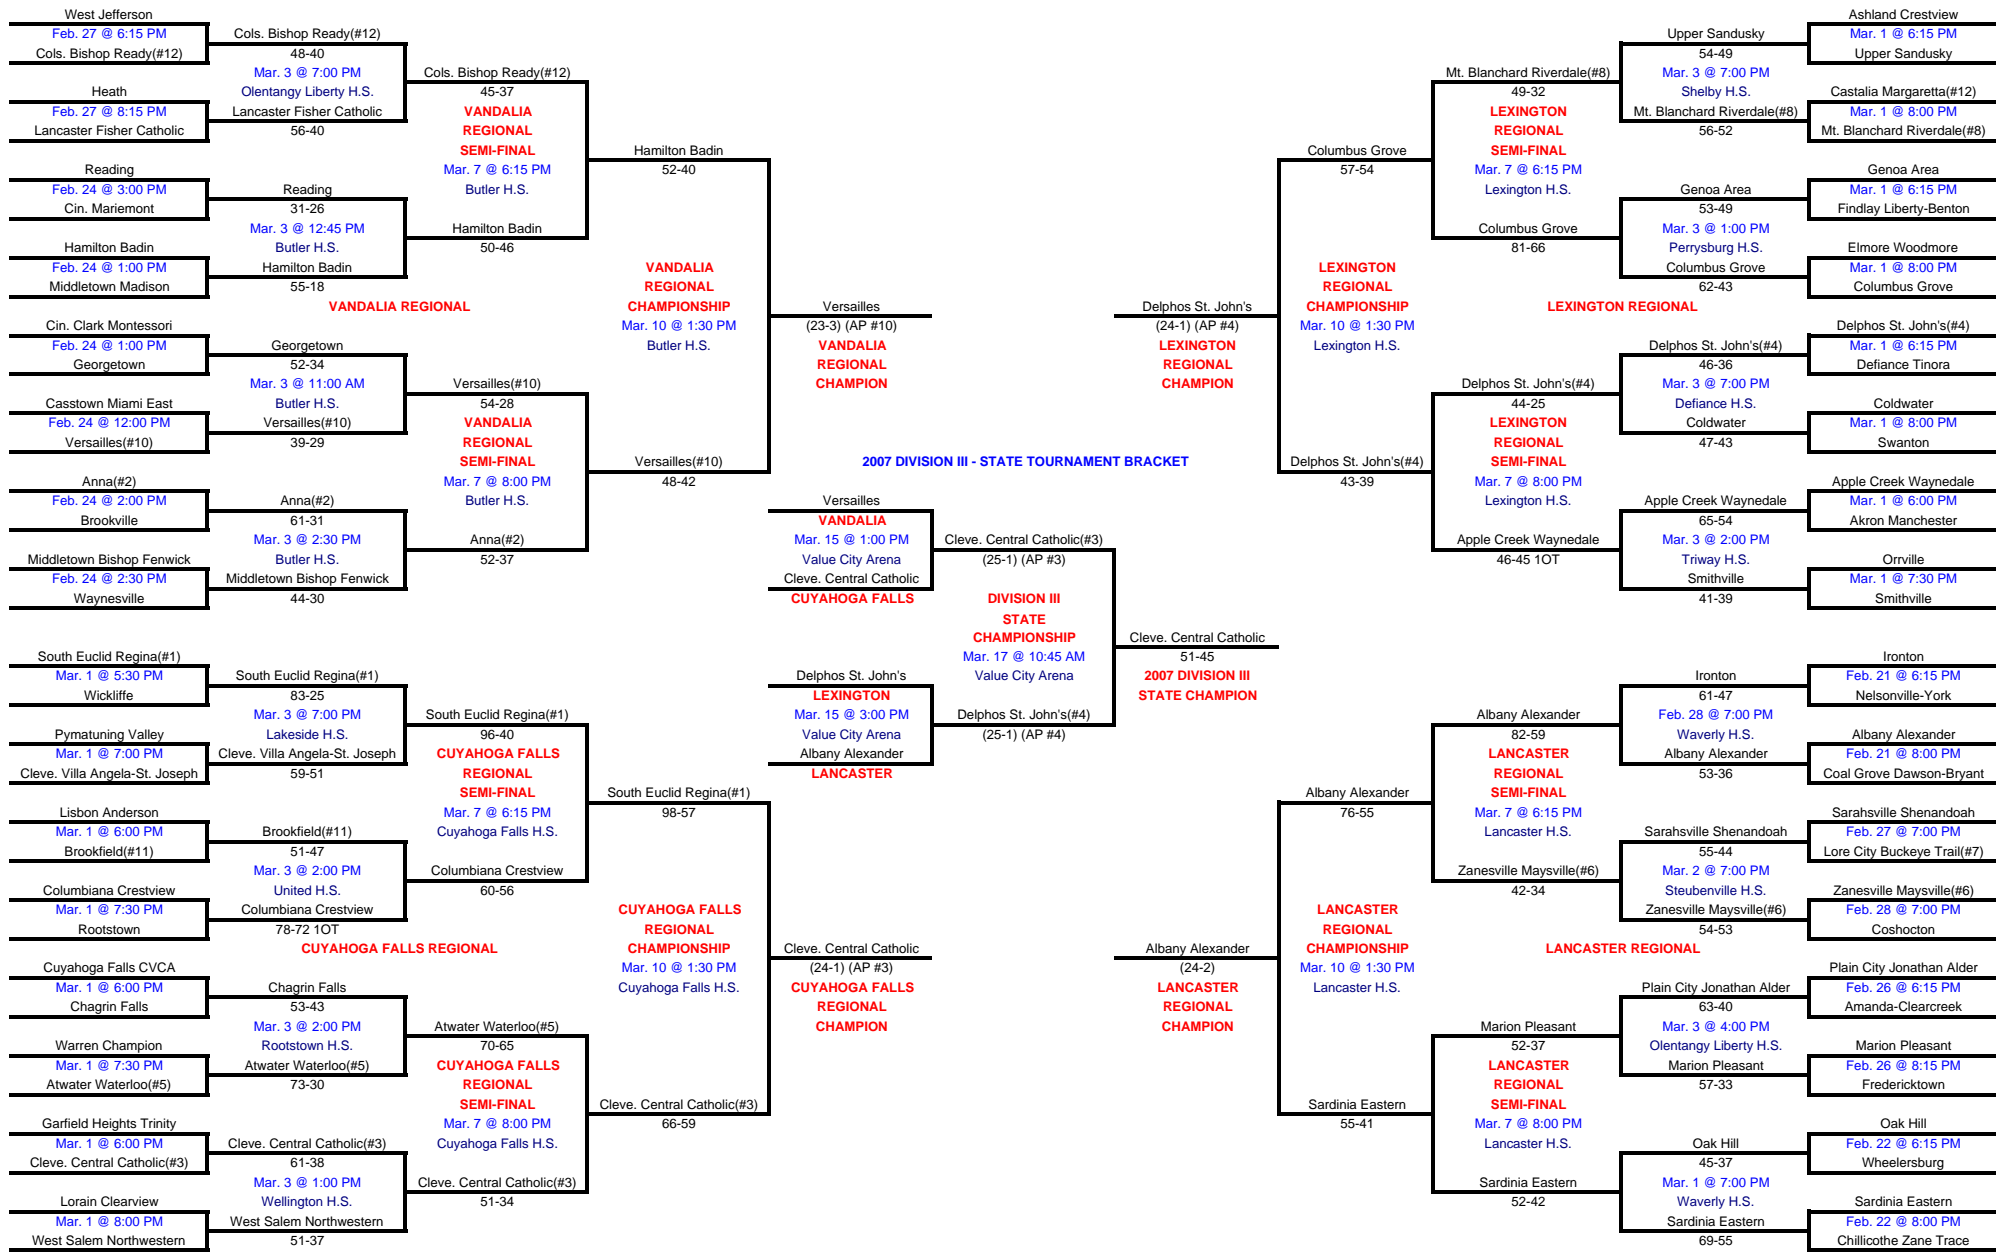 West Jefferson
Feb. 27 @ 6:15 PM
Cols. Bishop Ready(#12)
Heath
Feb. 27 @ 8:15 PM
Lancaster Fisher Catholic
Reading
Feb. 24 @ 3:00 PM
Cin. Mariemont
Hamilton Badin
Feb. 24 @ 1:00 PM
Middletown Madison
Cin. Clark Montessori
Feb. 24 @ 1:00 PM
Georgetown
Casstown Miami East
Feb. 24 @ 12:00 PM
Versailles(#10)
Anna(#2)
Feb. 24 @ 2:00 PM
Brookville
Middletown Bishop Fenwick
Feb. 24 @ 2:30 PM
Waynesville
Cols. Bishop Ready(#12)
48-40
Mar. 3 @ 7:00 PM
Olentangy Liberty H.S.
Lancaster Fisher Catholic
56-40
Reading
31-26
Mar. 3 @ 12:45 PM
Butler H.S.
Hamilton Badin
55-18
VANDALIA REGIONAL
Georgetown
52-34
Mar. 3 @ 11:00 AM
Butler H.S.
Versailles(#10)
39-29
Anna(#2)
61-31
Mar. 3 @ 2:30 PM
Butler H.S.
Middletown Bishop Fenwick
44-30
Cols. Bishop Ready(#12)
45-37
VANDALIA
REGIONAL
SEMI-FINAL
Mar. 7 @ 6:15 PM
Butler H.S.
Hamilton Badin
50-46
Versailles(#10)
54-28
VANDALIA
REGIONAL
SEMI-FINAL
Mar. 7 @ 8:00 PM
Butler H.S.
Anna(#2)
52-37
Hamilton Badin
52-40
VANDALIA
REGIONAL
CHAMPIONSHIP
Mar. 10 @ 1:30 PM
Butler H.S.
Versailles(#10)
48-42
Versailles
(23-3) (AP #10)
VANDALIA
REGIONAL
CHAMPION
South Euclid Regina(#1)
Mar. 1 @ 5:30 PM
Wickliffe
Pymatuning Valley
Mar. 1 @ 7:00 PM
Cleve. Villa Angela-St. Joseph
Lisbon Anderson
Mar. 1 @ 6:00 PM
Brookfield(#11)
Columbiana Crestview
Mar. 1 @ 7:30 PM
Rootstown
Cuyahoga Falls CVCA
Mar. 1 @ 6:00 PM
Chagrin Falls
Warren Champion
Mar. 1 @ 7:30 PM
Atwater Waterloo(#5)
Garfield Heights Trinity
Mar. 1 @ 6:00 PM
Cleve. Central Catholic(#3)
Lorain Clearview
Mar. 1 @ 8:00 PM
West Salem Northwestern
South Euclid Regina(#1)
83-25
Mar. 3 @ 7:00 PM
Lakeside H.S.
Cleve. Villa Angela-St. Joseph
59-51
Brookfield(#11)
51-47
Mar. 3 @ 2:00 PM
United H.S.
Columbiana Crestview
78-72 1OT
CUYAHOGA FALLS REGIONAL
Chagrin Falls
53-43
Mar. 3 @ 2:00 PM
Rootstown H.S.
Atwater Waterloo(#5)
73-30
Cleve. Central Catholic(#3)
61-38
Mar. 3 @ 1:00 PM
Wellington H.S.
West Salem Northwestern
51-37
South Euclid Regina(#1)
96-40
CUYAHOGA FALLS
REGIONAL
SEMI-FINAL
Mar. 7 @ 6:15 PM
Cuyahoga Falls H.S.
Columbiana Crestview
60-56
Atwater Waterloo(#5)
70-65
CUYAHOGA FALLS
REGIONAL
SEMI-FINAL
Mar. 7 @ 8:00 PM
Cuyahoga Falls H.S.
Cleve. Central Catholic(#3)
51-34
South Euclid Regina(#1)
98-57
CUYAHOGA FALLS
REGIONAL
CHAMPIONSHIP
Mar. 10 @ 1:30 PM
Cuyahoga Falls H.S.
Cleve. Central Catholic(#3)
66-59
Cleve. Central Catholic
(24-1) (AP #3)
CUYAHOGA FALLS
REGIONAL
CHAMPION
2007 DIVISION III - STATE TOURNAMENT BRACKET
Versailles
VANDALIA
Mar. 15 @ 1:00 PM
Value City Arena
Cleve. Central Catholic
CUYAHOGA FALLS
Delphos St. John's
LEXINGTON
Mar. 15 @ 3:00 PM
Value City Arena
Albany Alexander
LANCASTER
Cleve. Central Catholic(#3)
(25-1) (AP #3)
DIVISION III
STATE
CHAMPIONSHIP
Mar. 17 @ 10:45 AM
Value City Arena
Delphos St. John's(#4)
(25-1) (AP #4)
Cleve. Central Catholic
51-45
2007 DIVISION III
STATE CHAMPION
Delphos St. John's
(24-1) (AP #4)
LEXINGTON
REGIONAL
CHAMPION
Columbus Grove
57-54
LEXINGTON
REGIONAL
CHAMPIONSHIP
Mar. 10 @ 1:30 PM
Lexington H.S.
Delphos St. John's(#4)
43-39
Mt. Blanchard Riverdale(#8)
49-32
LEXINGTON
REGIONAL
SEMI-FINAL
Mar. 7 @ 6:15 PM
Lexington H.S.
Columbus Grove
81-66
Delphos St. John's(#4)
44-25
LEXINGTON
REGIONAL
SEMI-FINAL
Mar. 7 @ 8:00 PM
Lexington H.S.
Apple Creek Waynedale
46-45 1OT
Upper Sandusky
54-49
Mar. 3 @ 7:00 PM
Shelby H.S.
Mt. Blanchard Riverdale(#8)
56-52
Genoa Area
53-49
Mar. 3 @ 1:00 PM
Perrysburg H.S.
Columbus Grove
62-43
LEXINGTON REGIONAL
Delphos St. John's(#4)
46-36
Mar. 3 @ 7:00 PM
Defiance H.S.
Coldwater
47-43
Apple Creek Waynedale
65-54
Mar. 3 @ 2:00 PM
Triway H.S.
Smithville
41-39
Ashland Crestview
Mar. 1 @ 6:15 PM
Upper Sandusky
Castalia Margaretta(#12)
Mar. 1 @ 8:00 PM
Mt. Blanchard Riverdale(#8)
Genoa Area
Mar. 1 @ 6:15 PM
Findlay Liberty-Benton
Elmore Woodmore
Mar. 1 @ 8:00 PM
Columbus Grove
Delphos St. John's(#4)
Mar. 1 @ 6:15 PM
Defiance Tinora
Coldwater
Mar. 1 @ 8:00 PM
Swanton
Apple Creek Waynedale
Mar. 1 @ 6:00 PM
Akron Manchester
Orrville
Mar. 1 @ 7:30 PM
Smithville
Albany Alexander
(24-2)
LANCASTER
REGIONAL
CHAMPION
Albany Alexander
76-55
LANCASTER
REGIONAL
CHAMPIONSHIP
Mar. 10 @ 1:30 PM
Lancaster H.S.
Sardinia Eastern
55-41
Albany Alexander
82-59
LANCASTER
REGIONAL
SEMI-FINAL
Mar. 7 @ 6:15 PM
Lancaster H.S.
Zanesville Maysville(#6)
42-34
Marion Pleasant
52-37
LANCASTER
REGIONAL
SEMI-FINAL
Mar. 7 @ 8:00 PM
Lancaster H.S.
Sardinia Eastern
52-42
Ironton
61-47
Feb. 28 @ 7:00 PM
Waverly H.S.
Albany Alexander
53-36
Sarahsville Shenandoah
55-44
Mar. 2 @ 7:00 PM
Steubenville H.S.
Zanesville Maysville(#6)
54-53
LANCASTER REGIONAL
Plain City Jonathan Alder
63-40
Mar. 3 @ 4:00 PM
Olentangy Liberty H.S.
Marion Pleasant
57-33
Oak Hill
45-37
Mar. 1 @ 7:00 PM
Waverly H.S.
Sardinia Eastern
69-55
Ironton
Feb. 21 @ 6:15 PM
Nelsonville-York
Albany Alexander
Feb. 21 @ 8:00 PM
Coal Grove Dawson-Bryant
Sarahsville Shenandoah
Feb. 27 @ 7:00 PM
Lore City Buckeye Trail(#7)
Zanesville Maysville(#6)
Feb. 28 @ 7:00 PM
Coshocton
Plain City Jonathan Alder
Feb. 26 @ 6:15 PM
Amanda-Clearcreek
Marion Pleasant
Feb. 26 @ 8:15 PM
Fredericktown
Oak Hill
Feb. 22 @ 6:15 PM
Wheelersburg
Sardinia Eastern
Feb. 22 @ 8:00 PM
Chillicothe Zane Trace